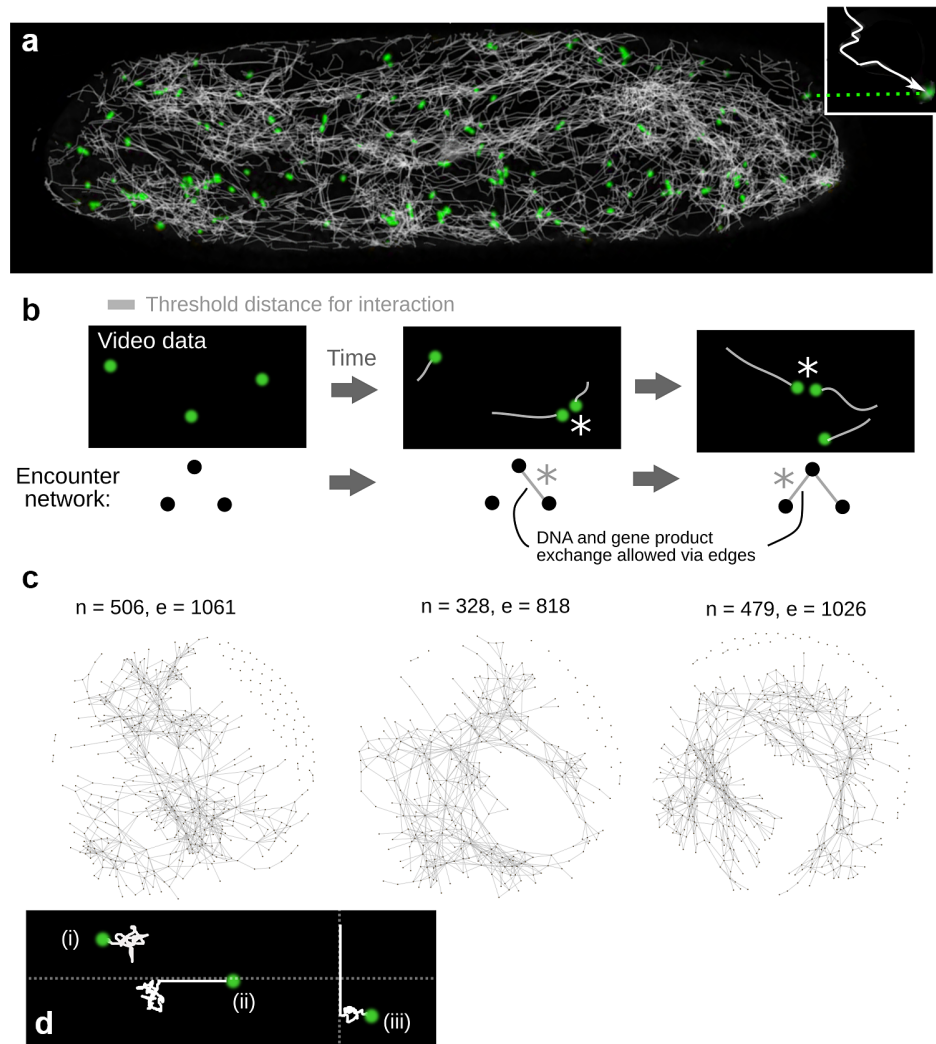 a
b
Threshold distance for interaction
Video data
Time
*
*
Encounter
network:
*
*
DNA and gene product
exchange allowed via edges
c
n = 506, e = 1061
n = 328, e = 818
n = 479, e = 1026
(i)
(ii)
(iii)
d